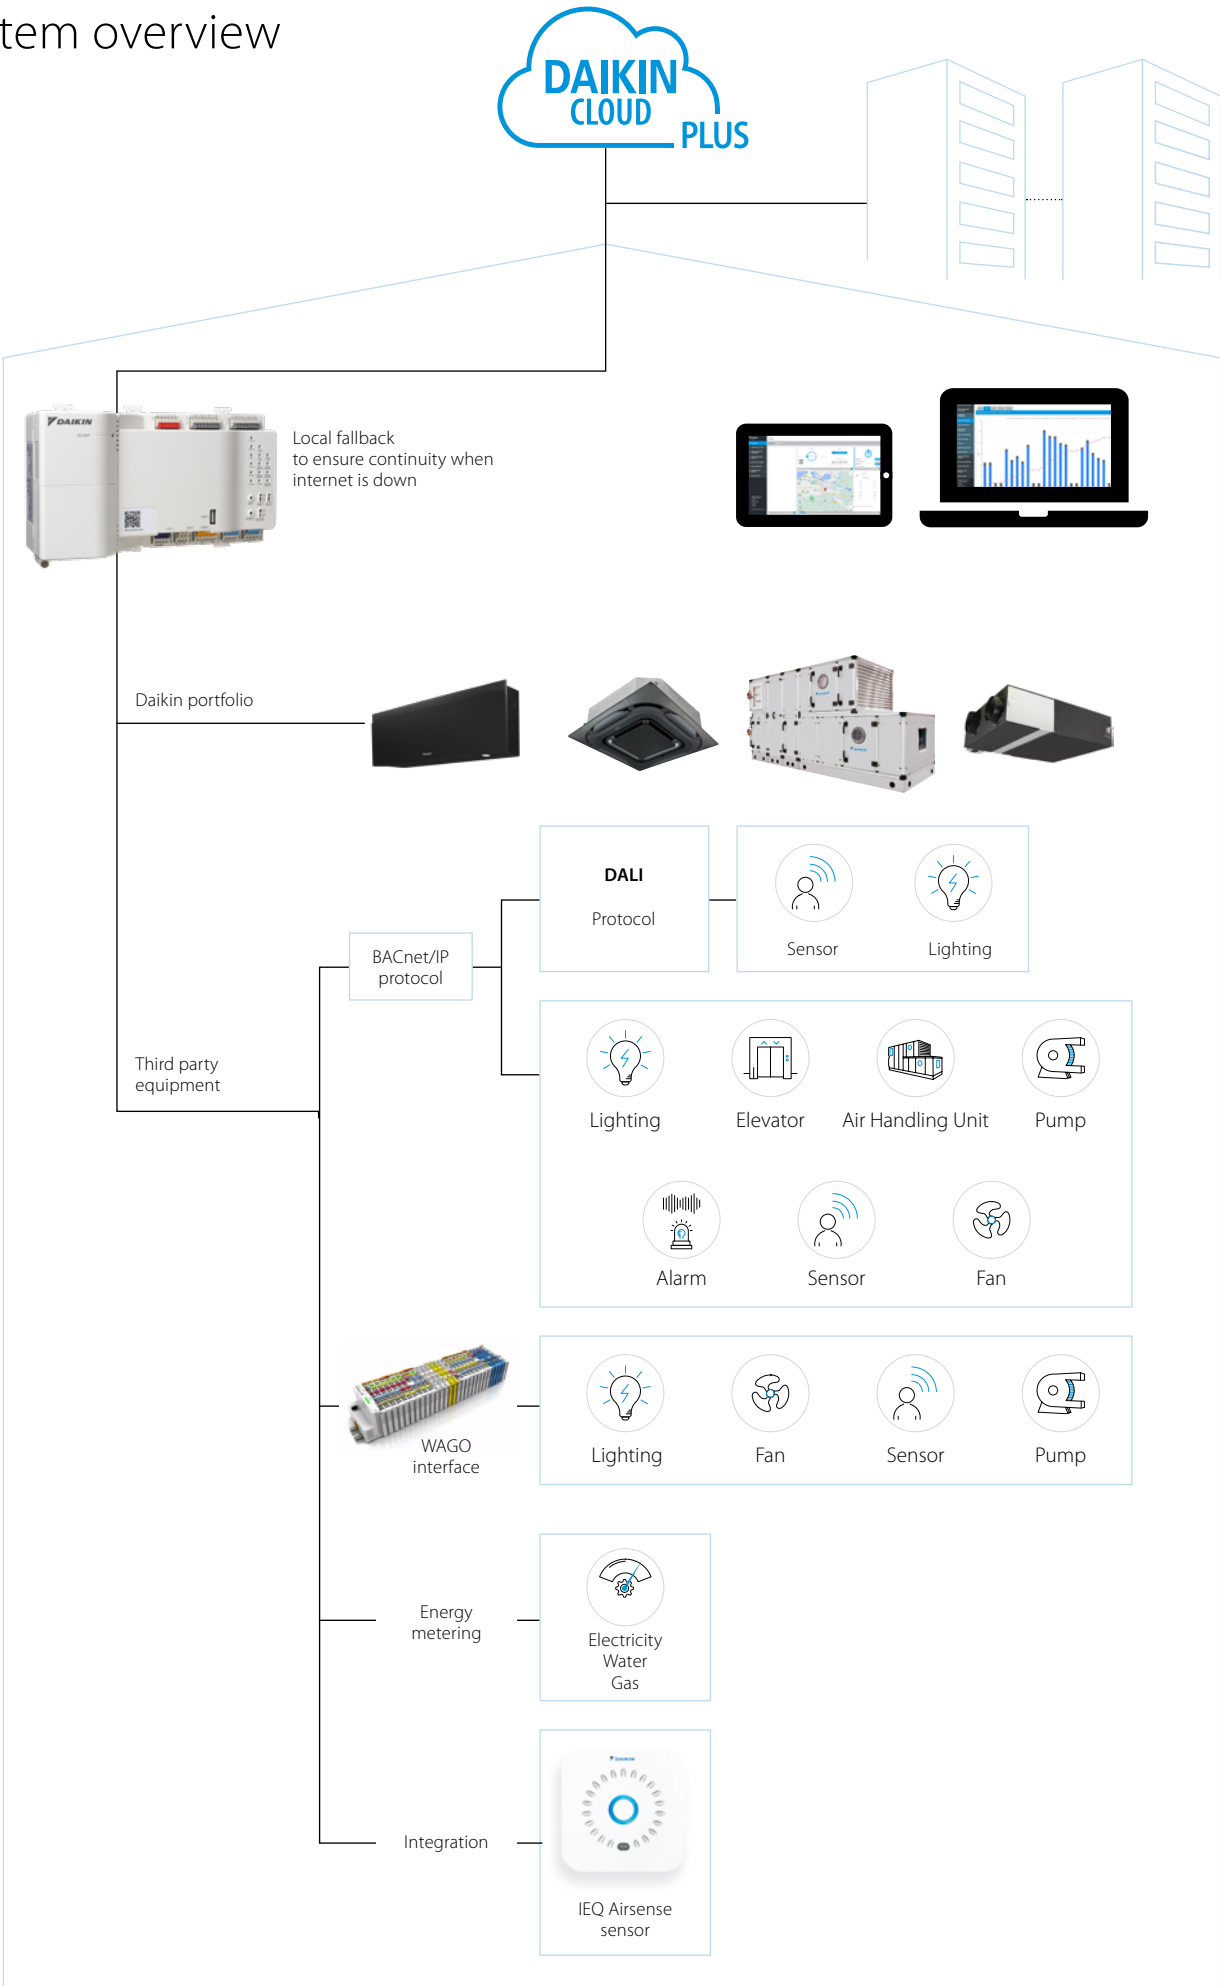 tem overview
DAIKIN
CLOUD
PLUS
DAIKIN
Local fallback
to ensure continuity when
internet is down
Daikin portfolio
DALI
Protocol
Sensor
Lighting
BACnet/IP
protocol
Third party
equipment
Lighting
Elevator
Air Handling Unit
Pump
Alarm
Sensor
Fan
WAGO
interface
Lighting
Fan
Sensor
Pump
Energy
metering
Electricity
Water
Gas
Integration
DAIKIN
IEQ Airsense
sensor